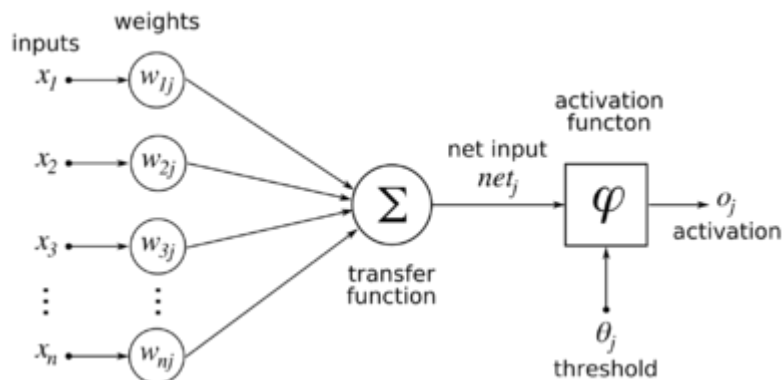 weights
inputs
x1 w1j
activation
functon
x2 w2j
net input
netj
Σ
φ
oj
activation
x3 w3j
transfer
function
⋮ ⋮
θj
xn wnj
threshold